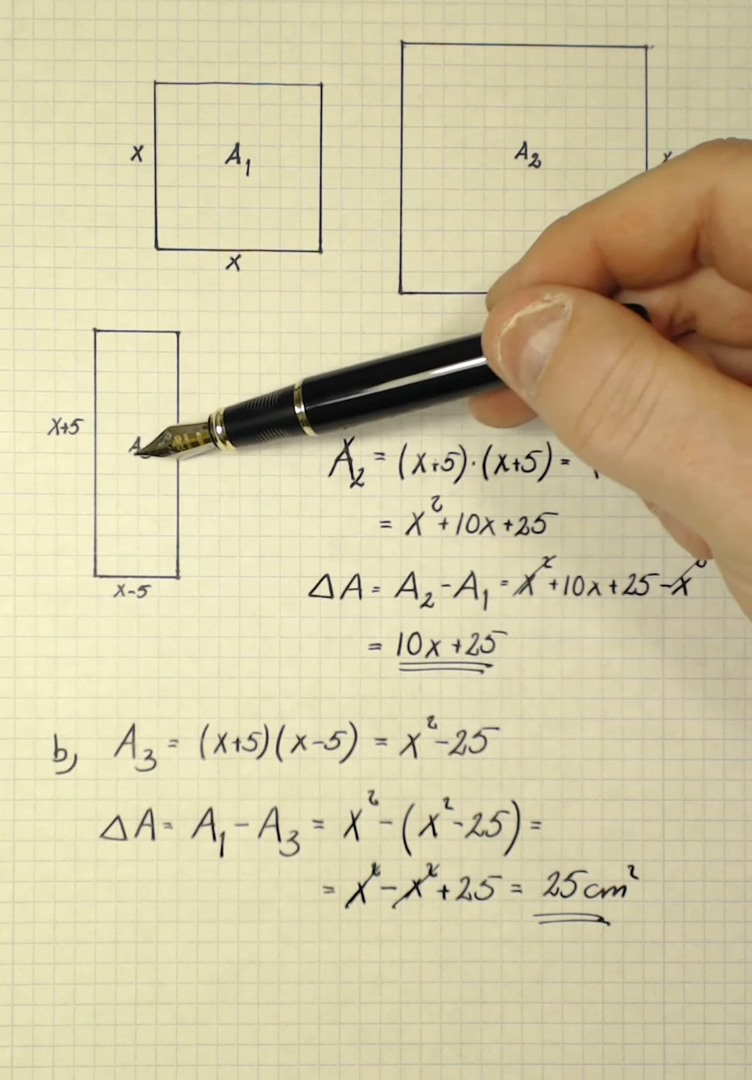 A₁
x
x
A₂
x+5
x-5
A₂ = (x+5)·(x+5) =
= x²+10x+25
ΔA = A₂-A₁ = x²+10x+25-x²
= 10x+25
b) A₃ = (x+5)(x-5) = x²-25
ΔA = A₁-A₃ = x²-(x²-25) =
= x²-x²+25 = 25cm²